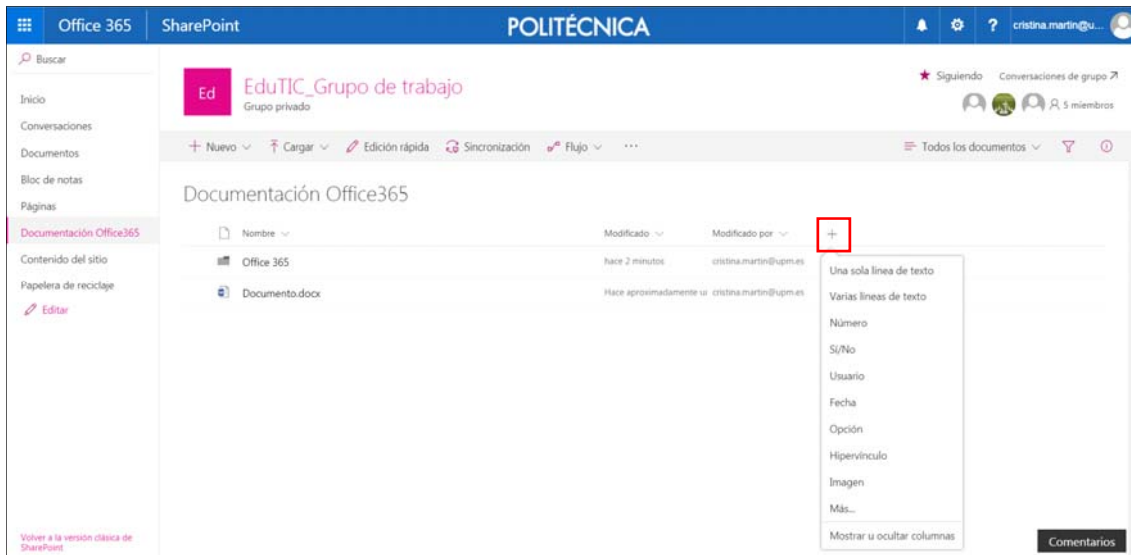 Office 365
SharePoint
POLITÉCNICA
?
cristina.martin@u...
Buscar
Inicio
Conversaciones
Documentos
Bloc de notas
Páginas
Documentación Office365
Contenido del sitio
Papelera de reciclaje
Editar
Volver a la versión clásica de
SharePoint
Ed
EduTIC_Grupo de trabajo
Grupo privado
Siguiendo Conversaciones de grupo
5 miembros
+ Nuevo Cargar Edición rápida Sincronización Flujo ...
Todos los documentos
Documentación Office365
Nombre Modificado Modificado por +
Office 365 hace 2 minutos cristina.martin@upm.es
Documento.docx Hace aproximadamente u cristina.martin@upm.es
Una sola línea de texto
Varias líneas de texto
Número
Sí/No
Usuario
Fecha
Opción
Hipervínculo
Imagen
Más...
Mostrar u ocultar columnas
Comentarios